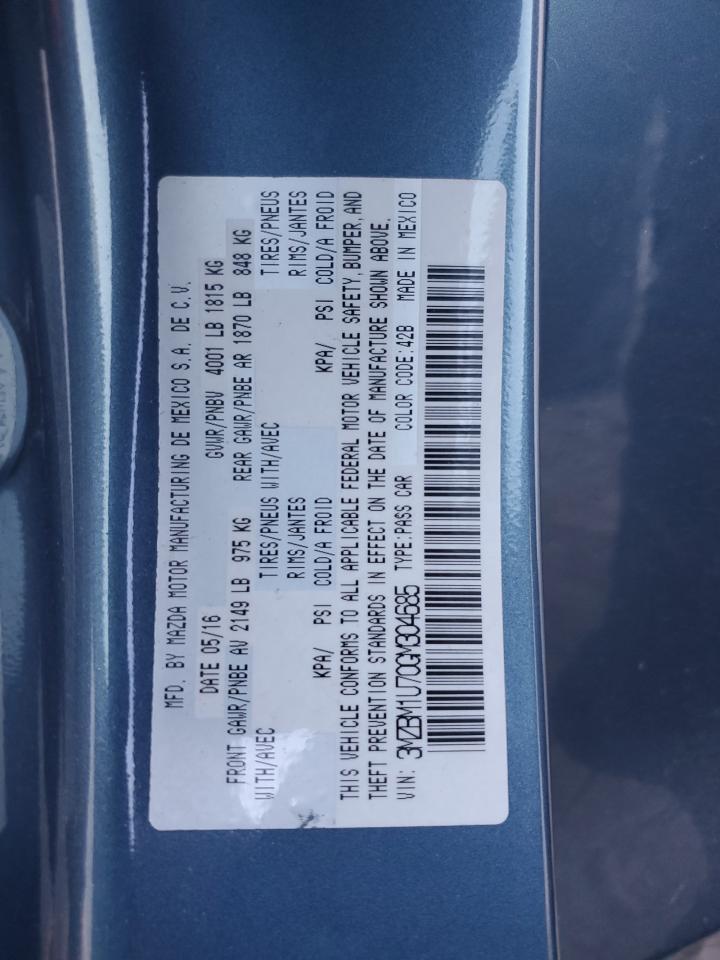 MFD. BY MAZDA MOTOR MANUFACTURING DE MEXICO S.A. DE C.V.
DATE 05/16 GVWR/PNBV 4001 LB 1815 KG
FRONT GAWR/PNBE AV 2149 LB 975 KG REAR GAWR/PNBE AR 1870 LB 848 KG
WITH/AVEC TIRES/PNEUS WITH/AVEC TIRES/PNEUS
RIMS/JANTES RIMS/JANTES
KPA/ PSI COLD/A FROID KPA/ PSI COLD/A FROID
THIS VEHICLE CONFORMS TO ALL APPLICABLE FEDERAL MOTOR VEHICLE SAFETY, BUMPER, AND
THEFT PREVENTION STANDARDS IN EFFECT ON THE DATE OF MANUFACTURE SHOWN ABOVE.
VIN: 3MZBM1U70GM304685 TYPE:PASS CAR COLOR CODE:42B MADE IN MEXICO